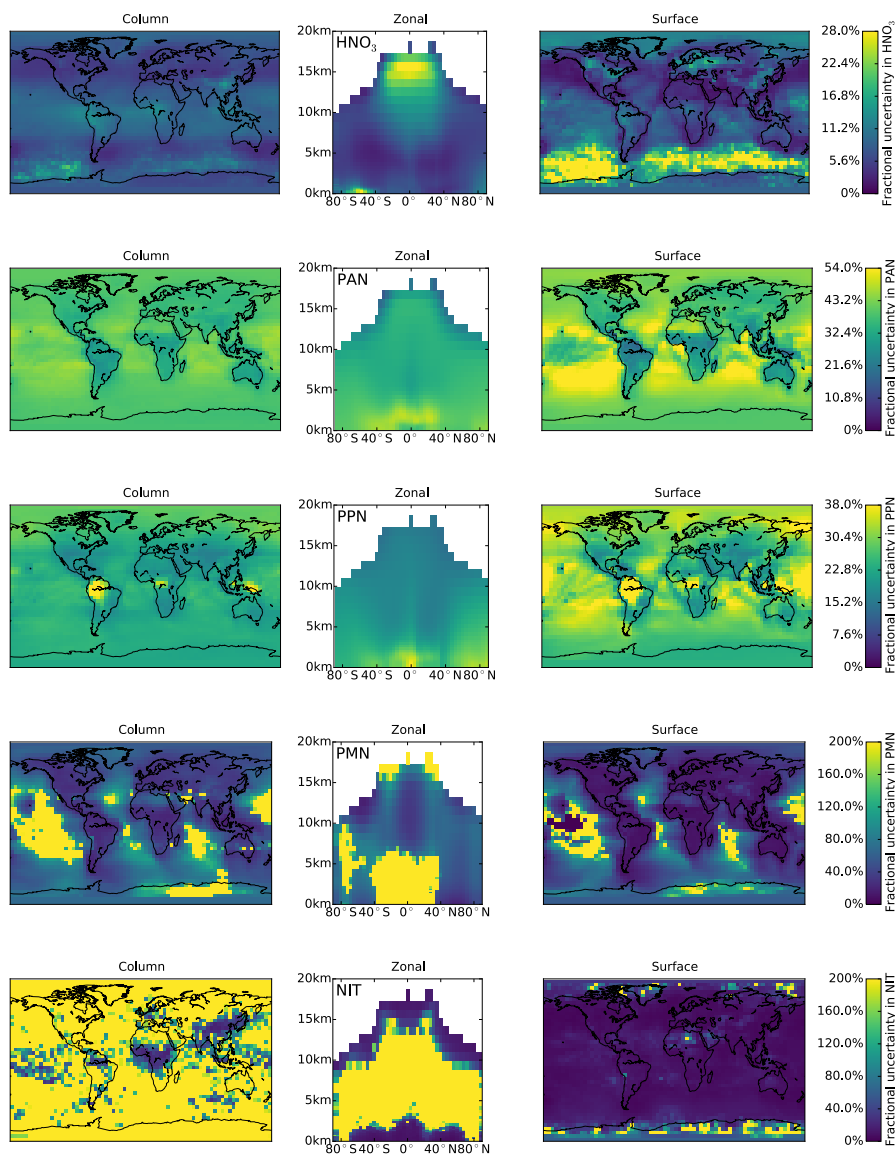 Column Zonal Surface
20km HNO₃ 28.0%
22.4%
15km
16.8%
10km
11.2%
5km
5.6%
0km 0%
80°S 40°S 0° 40°N 80°N
Fractional uncertainty in HNO₃
Column Zonal Surface
20km PAN 54.0%
43.2%
15km
32.4%
10km
21.6%
5km
10.8%
0km 0%
80°S 40°S 0° 40°N 80°N
Fractional uncertainty in PAN
Column Zonal Surface
20km PPN 38.0%
30.4%
15km
22.8%
10km
15.2%
5km
7.6%
0km 0%
80°S 40°S 0° 40°N 80°N
Fractional uncertainty in PPN
Column Zonal Surface
20km PMN 200%
160.0%
15km
120.0%
10km
80.0%
5km
40.0%
0km 0%
80°S 40°S 0° 40°N 80°N
Fractional uncertainty in PMN
Column Zonal Surface
20km NIT 200%
160.0%
15km
120.0%
10km
80.0%
5km
40.0%
0km 0%
80°S 40°S 0° 40°N 80°N
Fractional uncertainty in NIT